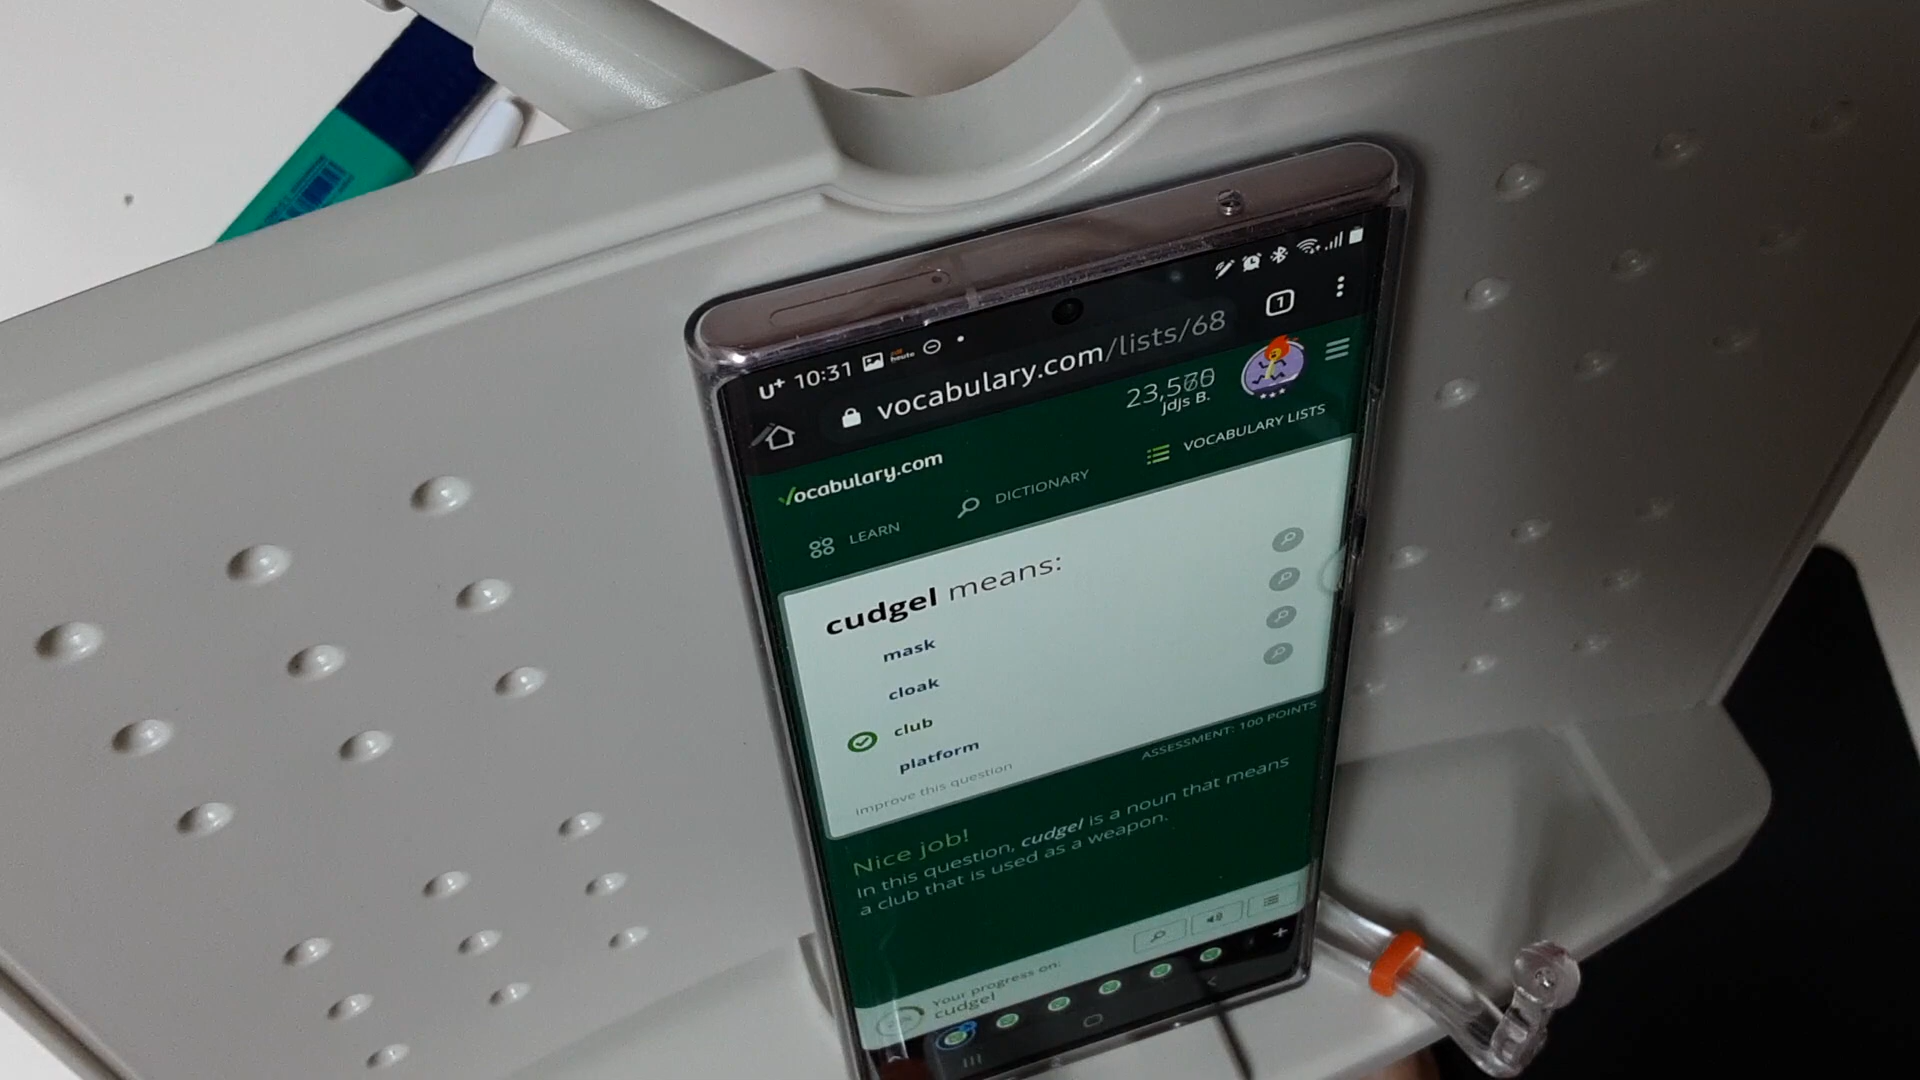 U+ 10:31
vocabulary.com/lists/68
1
jdjs B.
Vocabulary.com
LEARN
DICTIONARY
VOCABULARY LISTS
cudgel means:
mask
cloak
club
platform
improve this question
ASSESSMENT: 100 POINTS
Nice job!
In this question, cudgel is a noun that means
a club that is used as a weapon.
Your progress on:
cudgel